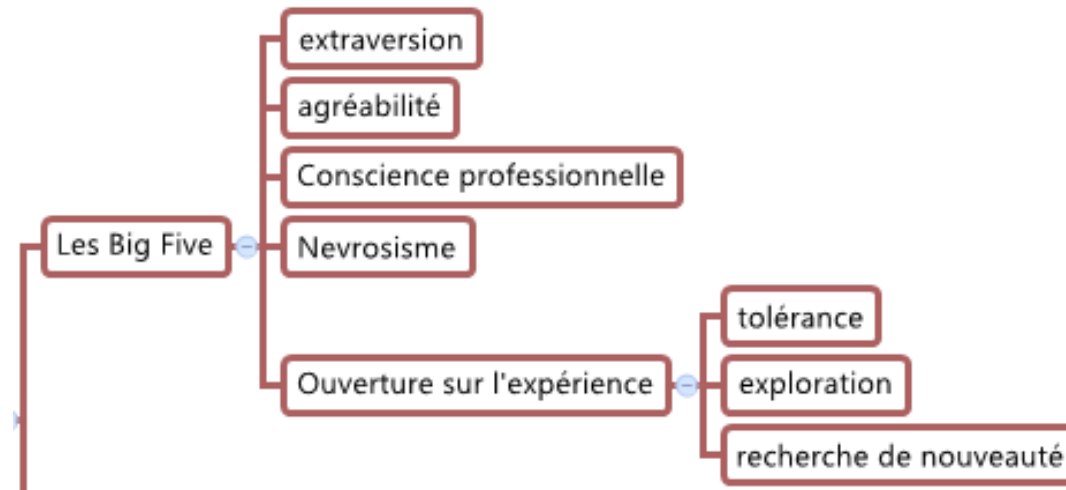 extraversion
agréabilité
Conscience professionnelle
Les Big Five
Nevrosisme
tolérance
Ouverture sur l'expérience
exploration
recherche de nouveauté